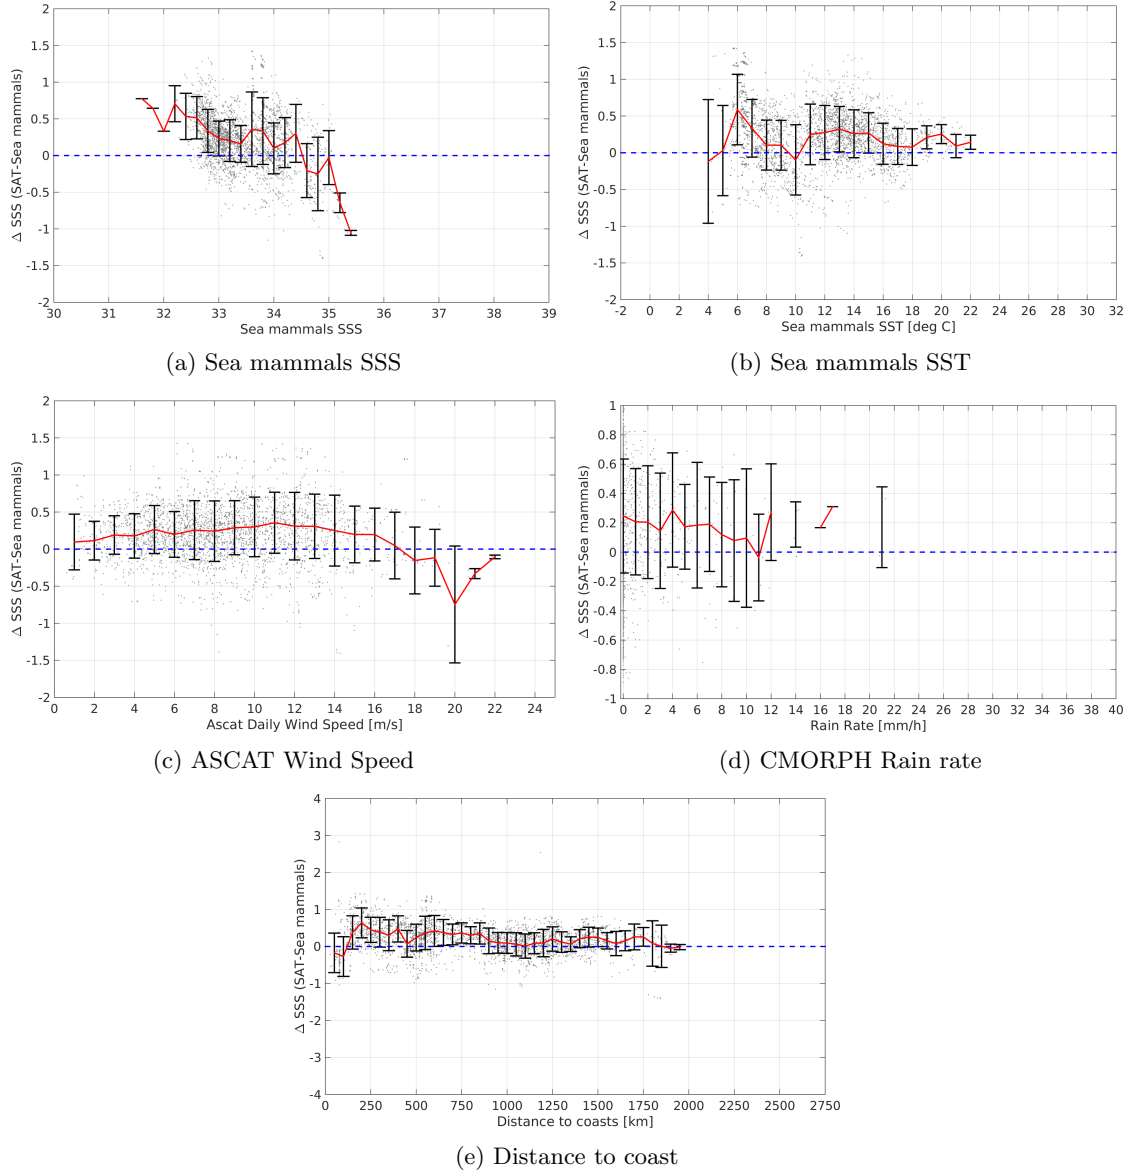 2
1.5
1
0.5
0
-0.5
-1
-1.5
-2
Δ SSS (SAT-Sea mammals)
30 31 32 33 34 35 36 37 38 39
Sea mammals SSS
(a) Sea mammals SSS
2
1.5
1
0.5
0
-0.5
-1
-1.5
-2
Δ SSS (SAT-Sea mammals)
-2 0 2 4 6 8 10 12 14 16 18 20 22 24 26 28 30 32
Sea mammals SST [deg C]
(b) Sea mammals SST
2
1.5
1
0.5
0
-0.5
-1
-1.5
-2
Δ SSS (SAT-Sea mammals)
0 2 4 6 8 10 12 14 16 18 20 22 24
Ascat Daily Wind Speed [m/s]
(c) ASCAT Wind Speed
1
0.8
0.6
0.4
0.2
0
-0.2
-0.4
-0.6
-0.8
-1
Δ SSS (SAT-Sea mammals)
0 2 4 6 8 10 12 14 16 18 20 22 24 26 28 30 32 34 36 38 40
Rain Rate [mm/h]
(d) CMORPH Rain rate
4
3
2
1
0
-1
-2
-3
-4
Δ SSS (SAT-Sea mammals)
0 250 500 750 1000 1250 1500 1750 2000 2250 2500 2750
Distance to coasts [km]
(e) Distance to coast